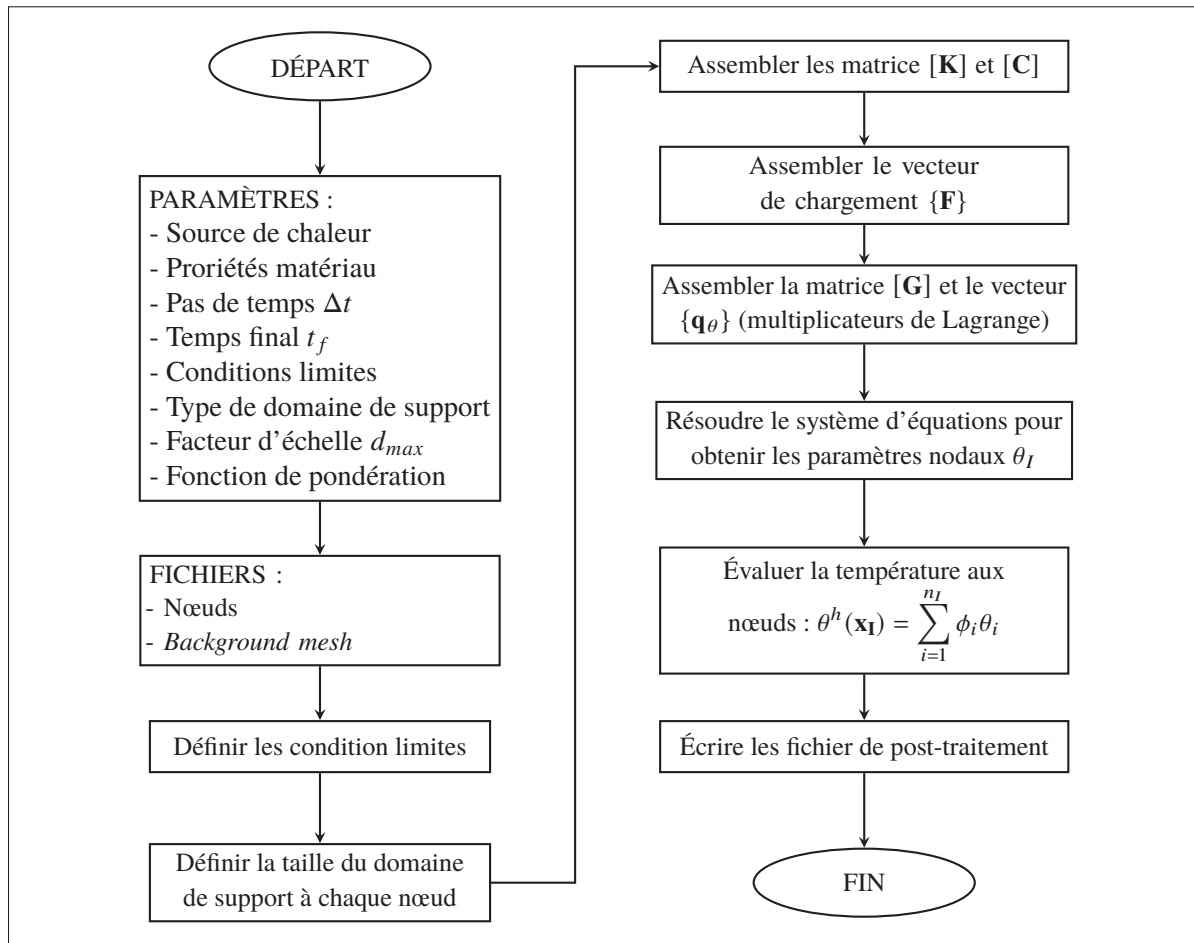 DÉPART
PARAMÈTRES :
- Source de chaleur
- Proriétés matériau
- Pas de temps Δt
- Temps final t_f
- Conditions limites
- Type de domaine de support
- Facteur d'échelle d_max
- Fonction de pondération
FICHIERS :
- Nœuds
- Background mesh
Définir les condition limites
Définir la taille du domaine
de support à chaque nœud
Assembler les matrice [K] et [C]
Assembler le vecteur
de chargement {F}
Assembler la matrice [G] et le vecteur
{q_θ} (multiplicateurs de Lagrange)
Résoudre le système d'équations pour
obtenir les paramètres nodaux θ_I
Évaluer la température aux
nœuds : θ^h(x_I) = ∑_{i=1}^{n_I} ϕ_i θ_i
Écrire les fichier de post-traitement
FIN